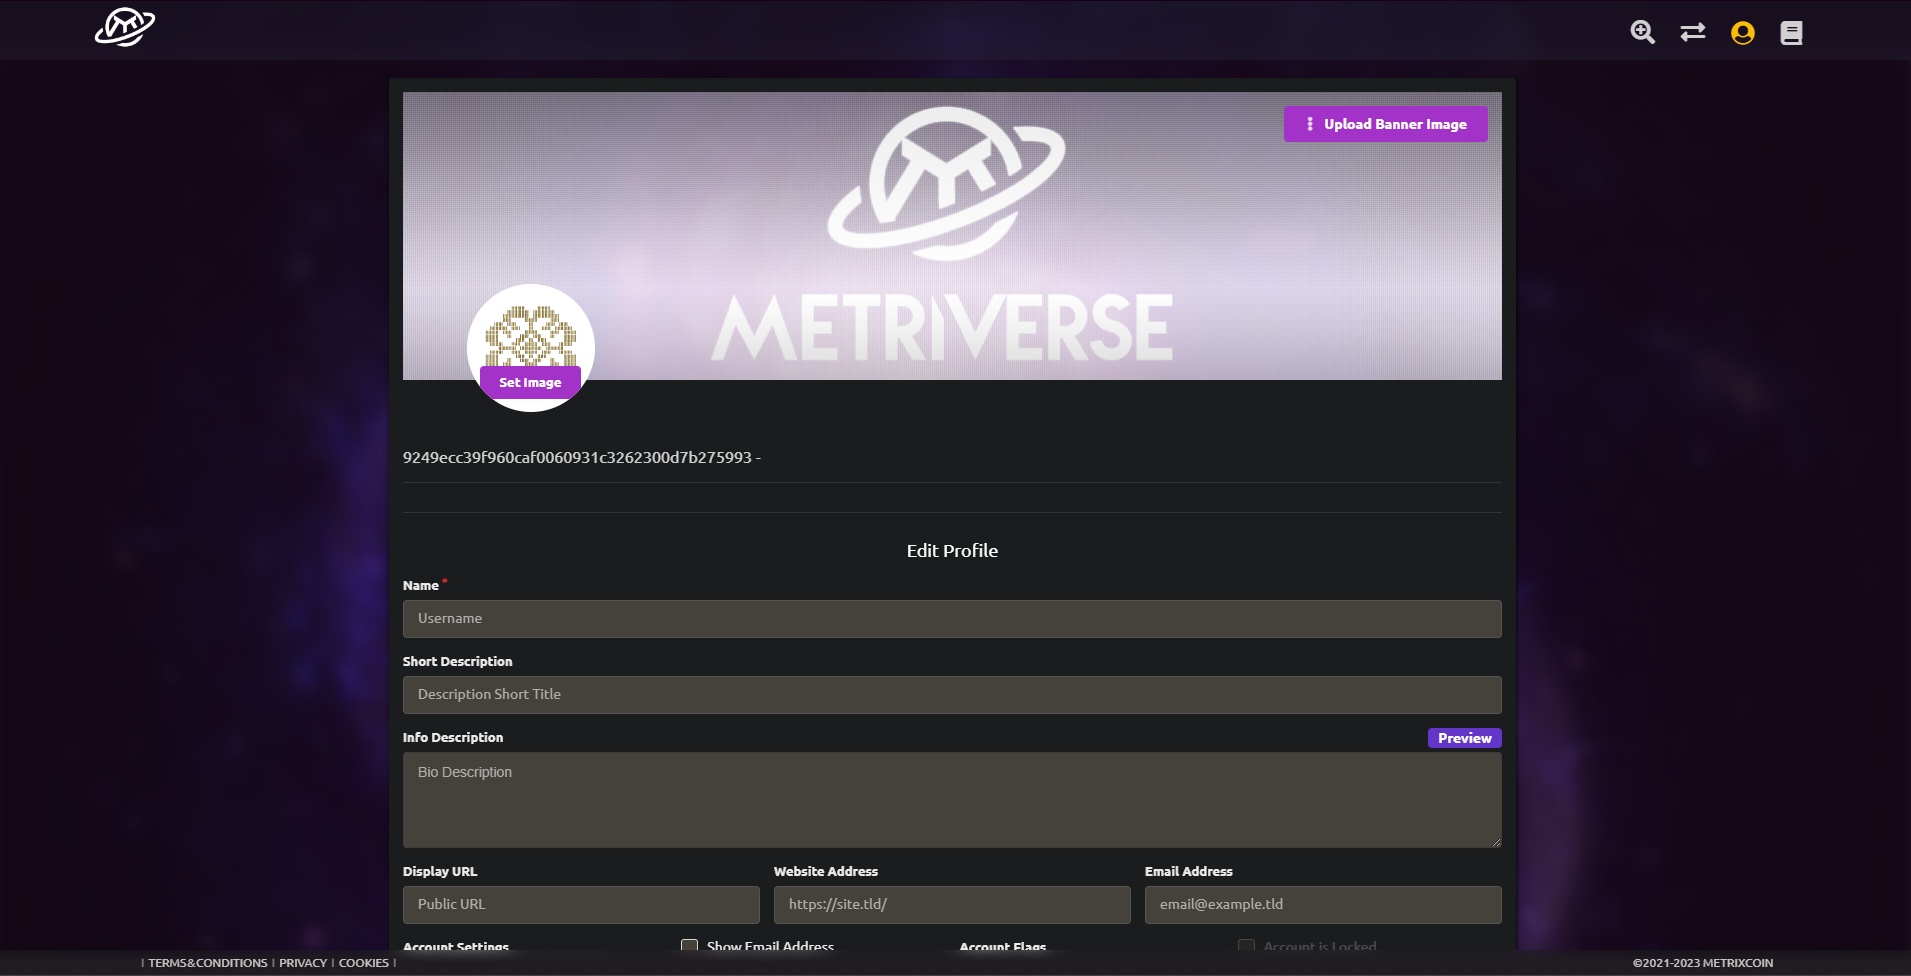 Upload Banner Image
METRIVERSE
Set Image
9249ecc39f960caf0060931c3262300d7b275993 -
Edit Profile
Name *
Username
Short Description
Description Short Title
Info Description Preview
Bio Description
Display URL Website Address Email Address
Public URL https://site.tld/ email@example.tld
Account Settings Show Email Address Account Flags Account is Locked
| TERMS&CONDITIONS | PRIVACY | COOKIES | ©2021-2023 METRIXCOIN